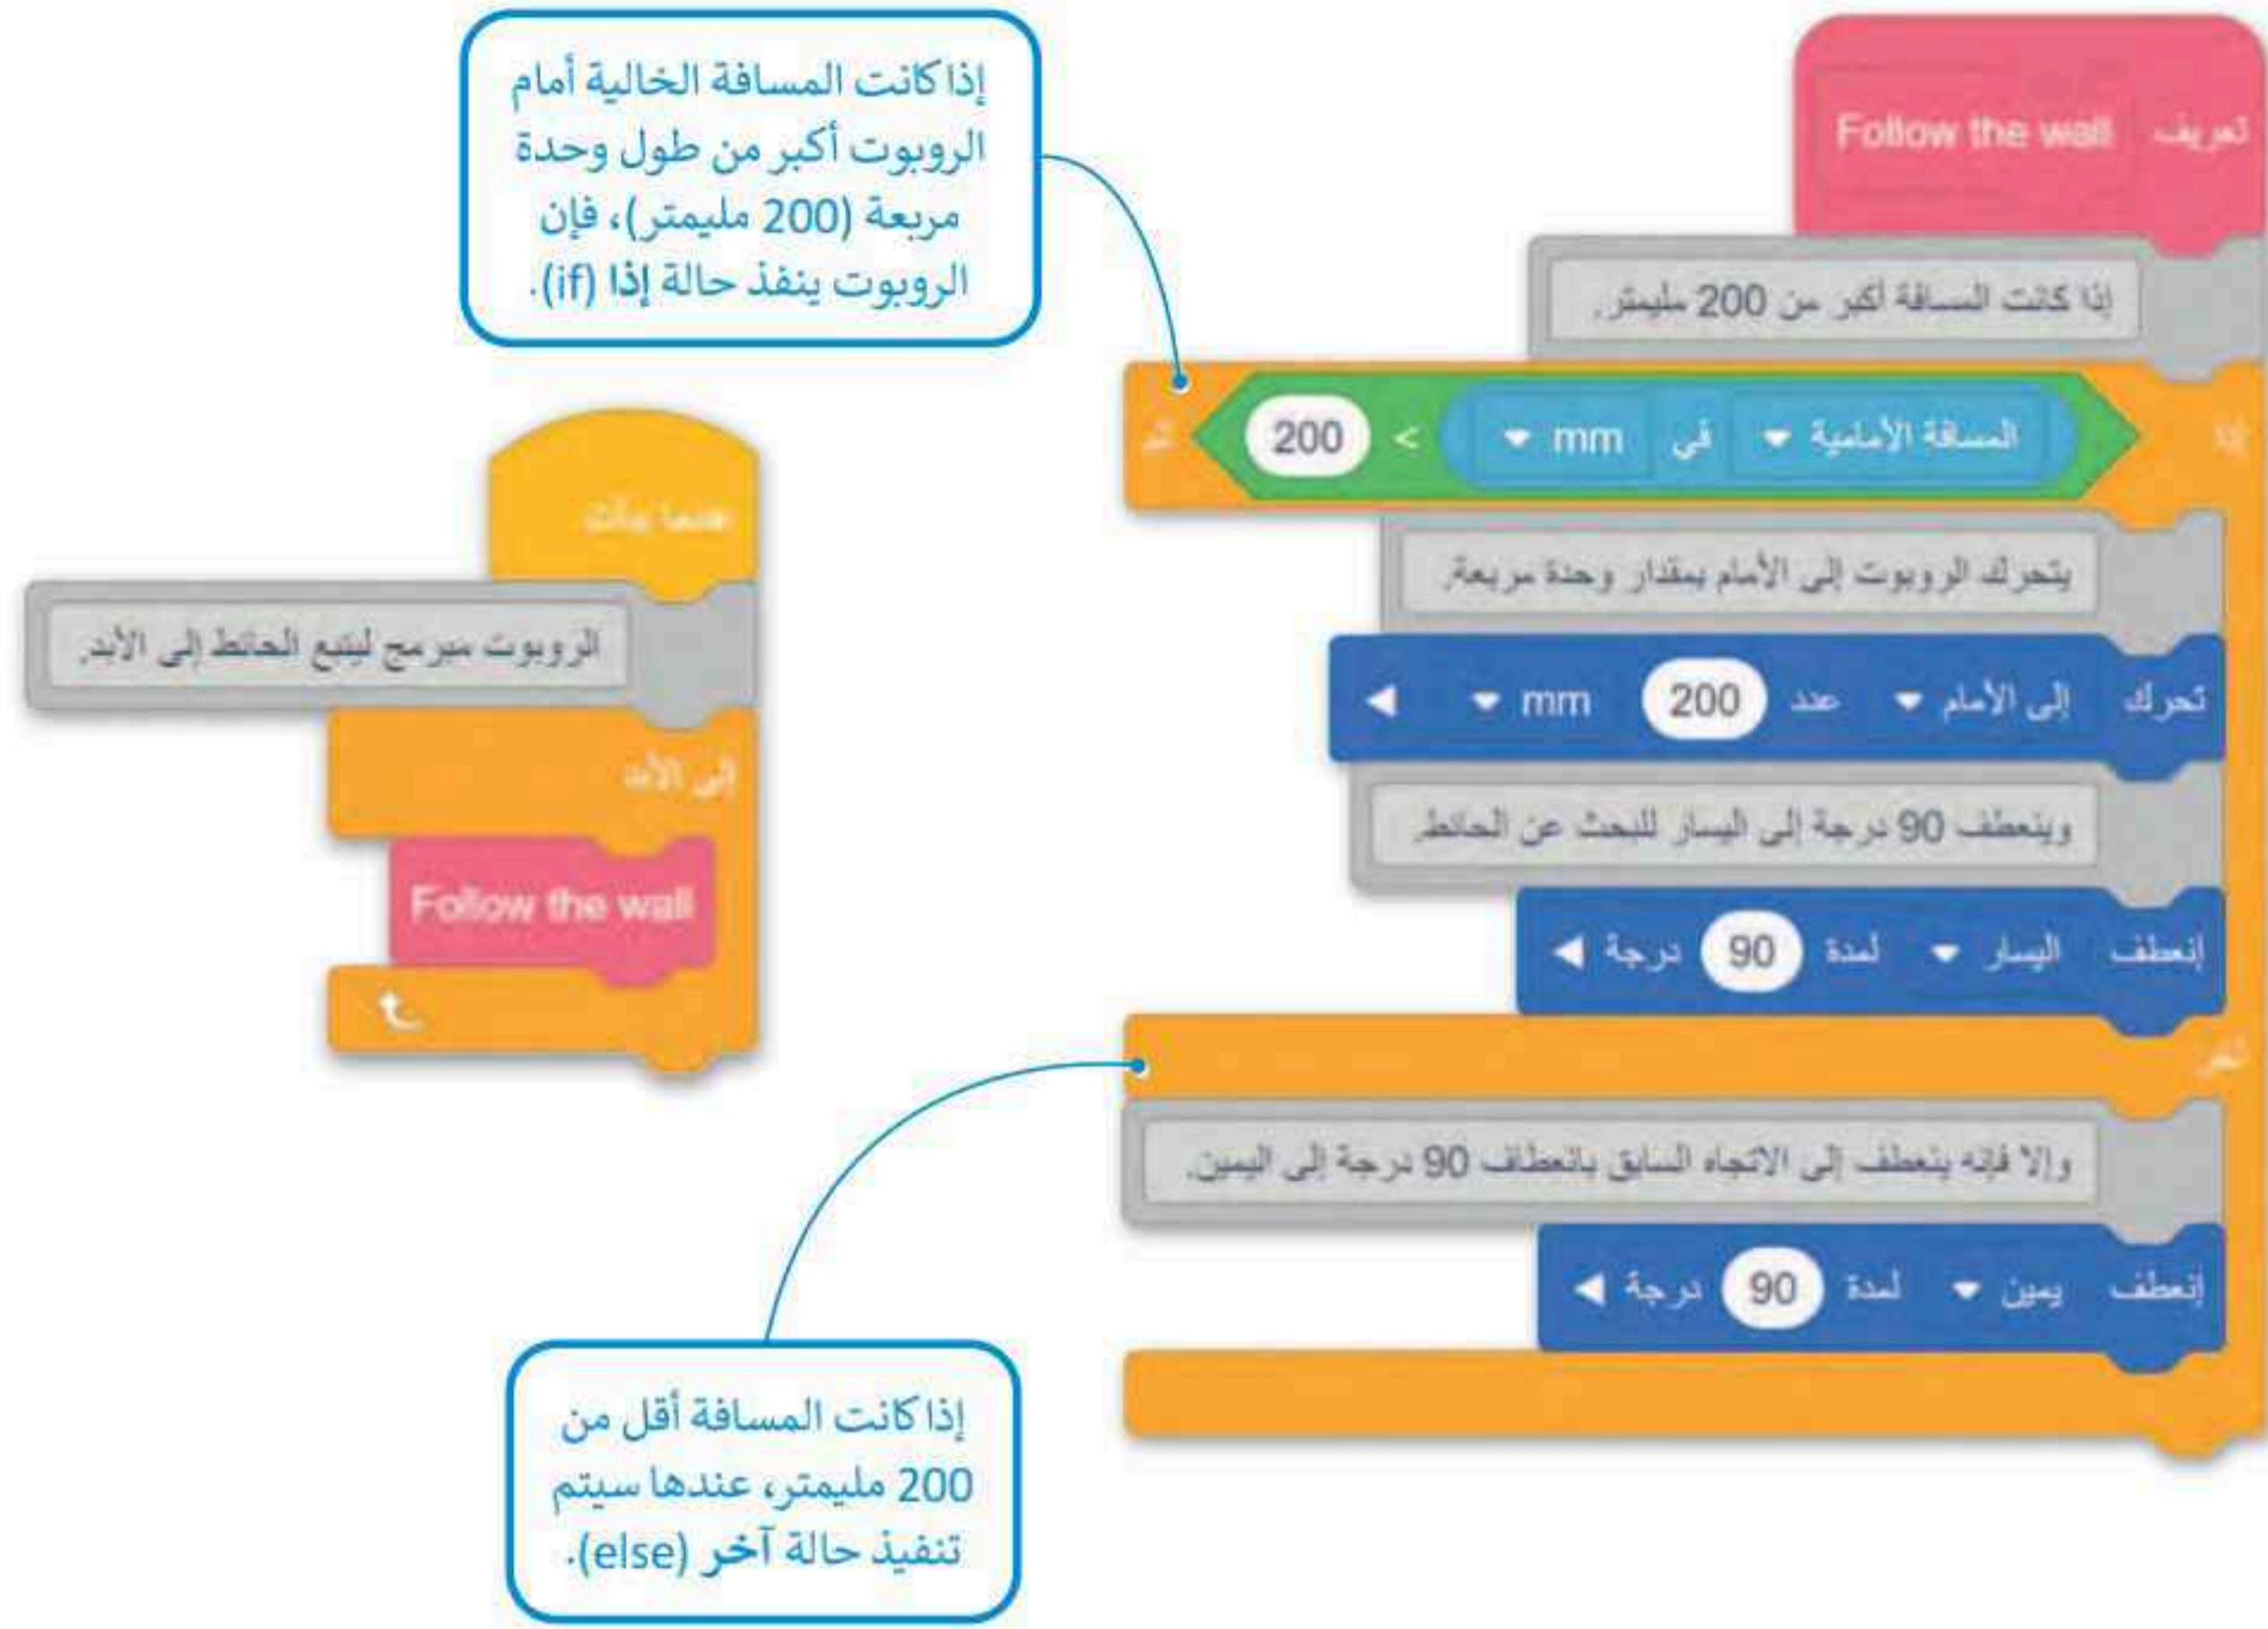 إذا كانت المسافة الخالية أمام
الروبوت أكبر من طول وحدة
مربعة (200 مليمتر)، فإن
الروبوت ينفذ حالة إذا (if).
تعريف Follow the wall
إذا كانت المسافة أكبر من 200 مليمتر.
إذا المسافة الأمامية في mm > 200
يتحرك الروبوت إلى الأمام بمقدار وحدة مربعة.
تحرك إلى الأمام عدد 200 mm
وينعطف 90 درجة إلى اليسار للبحث عن الحائط.
إنعطف اليسار لمدة 90 درجة
آخر
وإلا فإنه ينعطف إلى الاتجاه السابق بانعطاف 90 درجة إلى اليمين.
إنعطف يمين لمدة 90 درجة
عندما بدأت
الروبوت مبرمج ليتبع الحائط إلى الأبد.
إلى الأبد
Follow the wall
إذا كانت المسافة أقل من
200 مليمتر، عندها سيتم
تنفيذ حالة آخر (else).